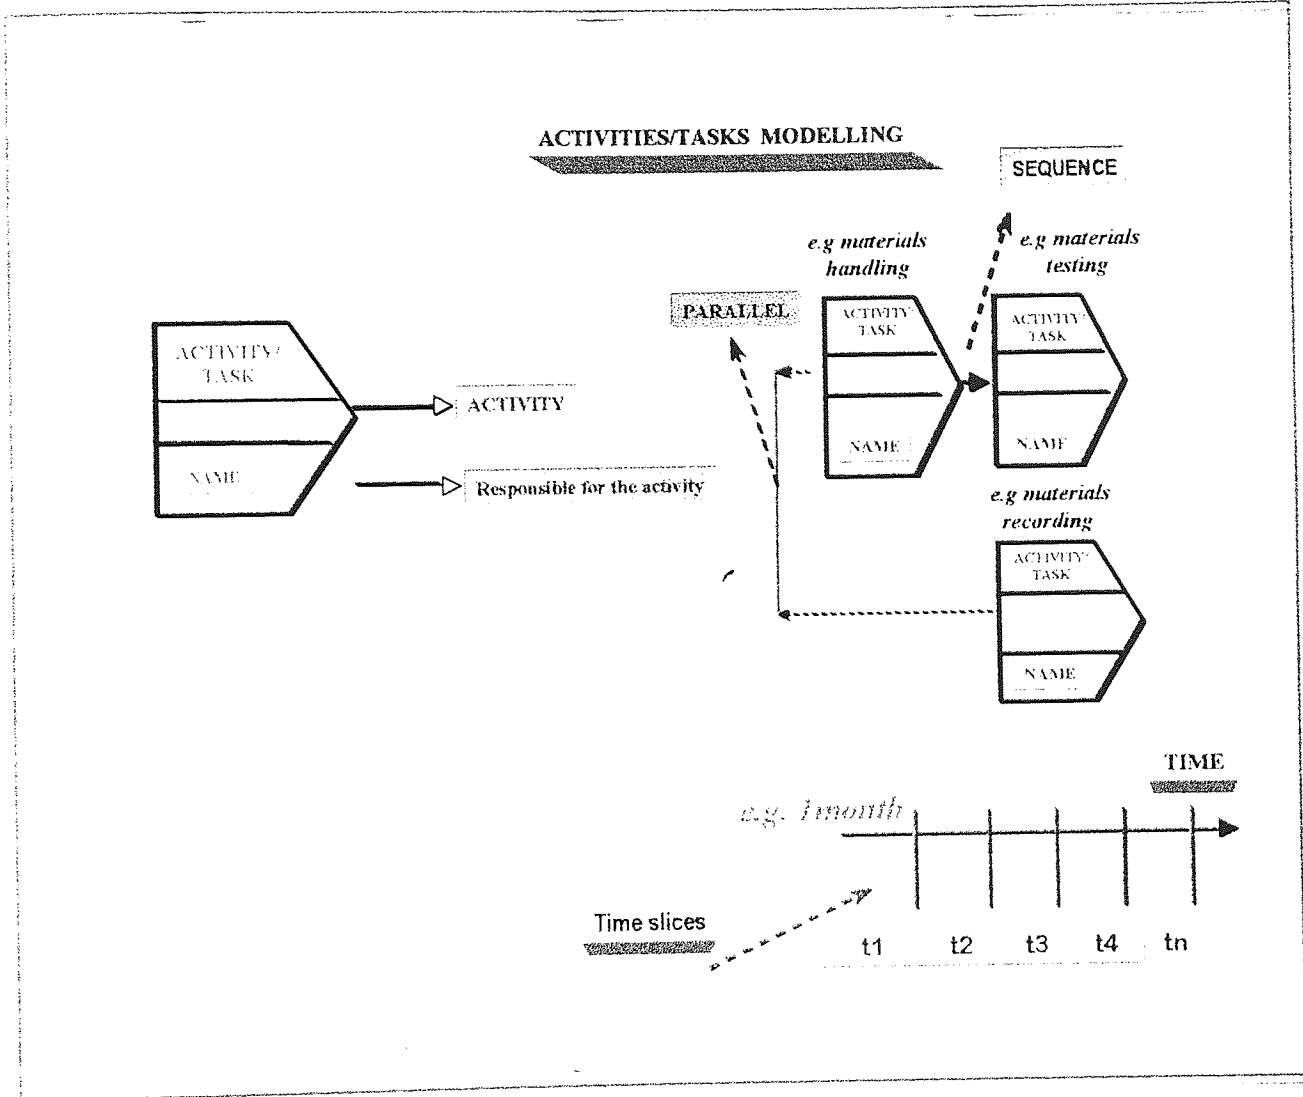 ACTIVITIES/TASKS MODELLING
SEQUENCE
e.g materials
handling
e.g materials
testing
PARALLEL
ACTIVITY/
TASK
NAME
ACTIVITY
Responsible for the activity
ACTIVITY/
TASK
NAME
ACTIVITY/
TASK
NAME
e.g materials
recording
ACTIVITY/
TASK
NAME
TIME
e.g. 1month
Time slices
t1 t2 t3 t4 tn